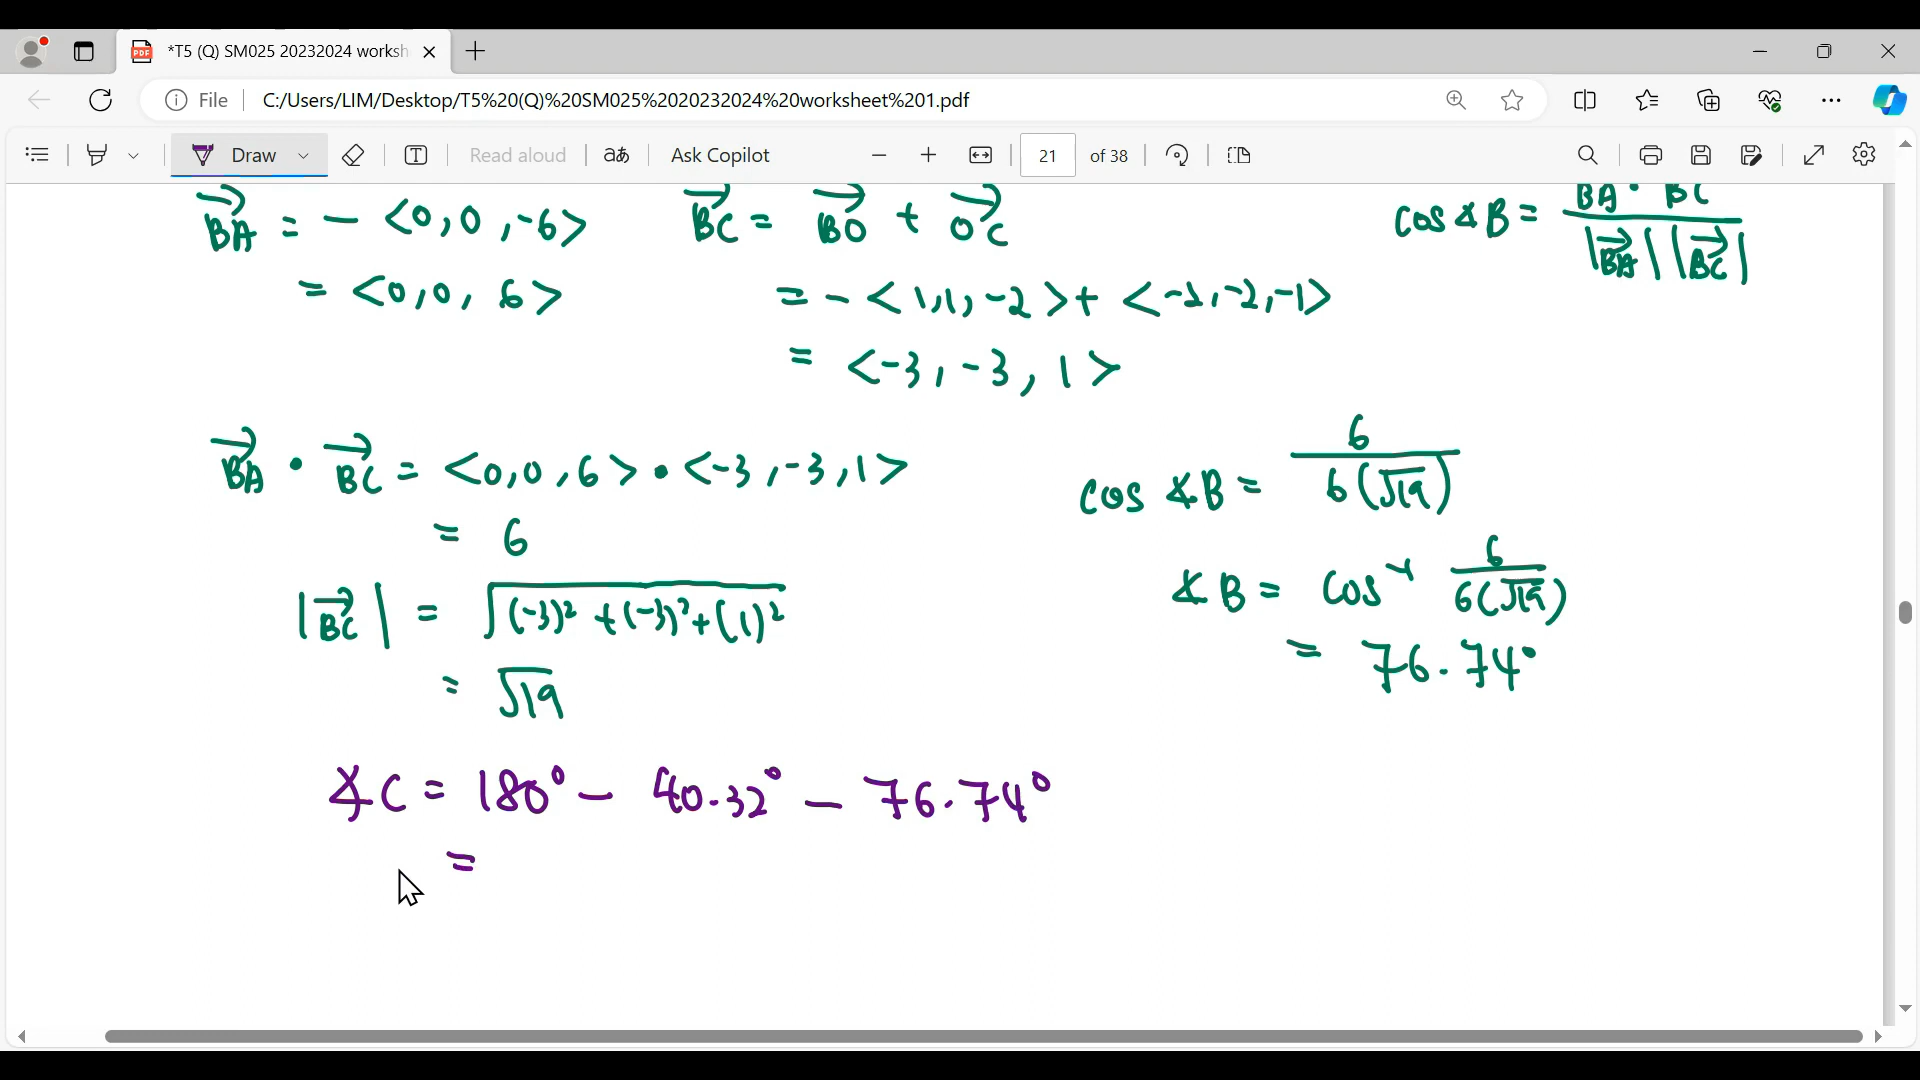 *T5 (Q) SM025 20232024 worksh
File C:/Users/LIM/Desktop/T5%20(Q)%20SM025%2020232024%20worksheet%201.pdf
Draw Read aloud aあ Ask Copilot 21 of 38
BA = - <0,0,-6> BC = BO + OC cos∡B = BA · BC / |BA||BC|
= <0,0,6> = - <1,1,-2> + <-2,-2,-1>
= <-3,-3,1>
BA · BC = <0,0,6> · <-3,-3,1> cos ∡B = 6 / 6(√19)
= 6
∡B = cos⁻¹ 6 / 6(√19)
|BC| = √(-3)² + (-3)² + (1)²
= 76.74°
= √19
∡C = 180° - 40.32° - 76.74°
=